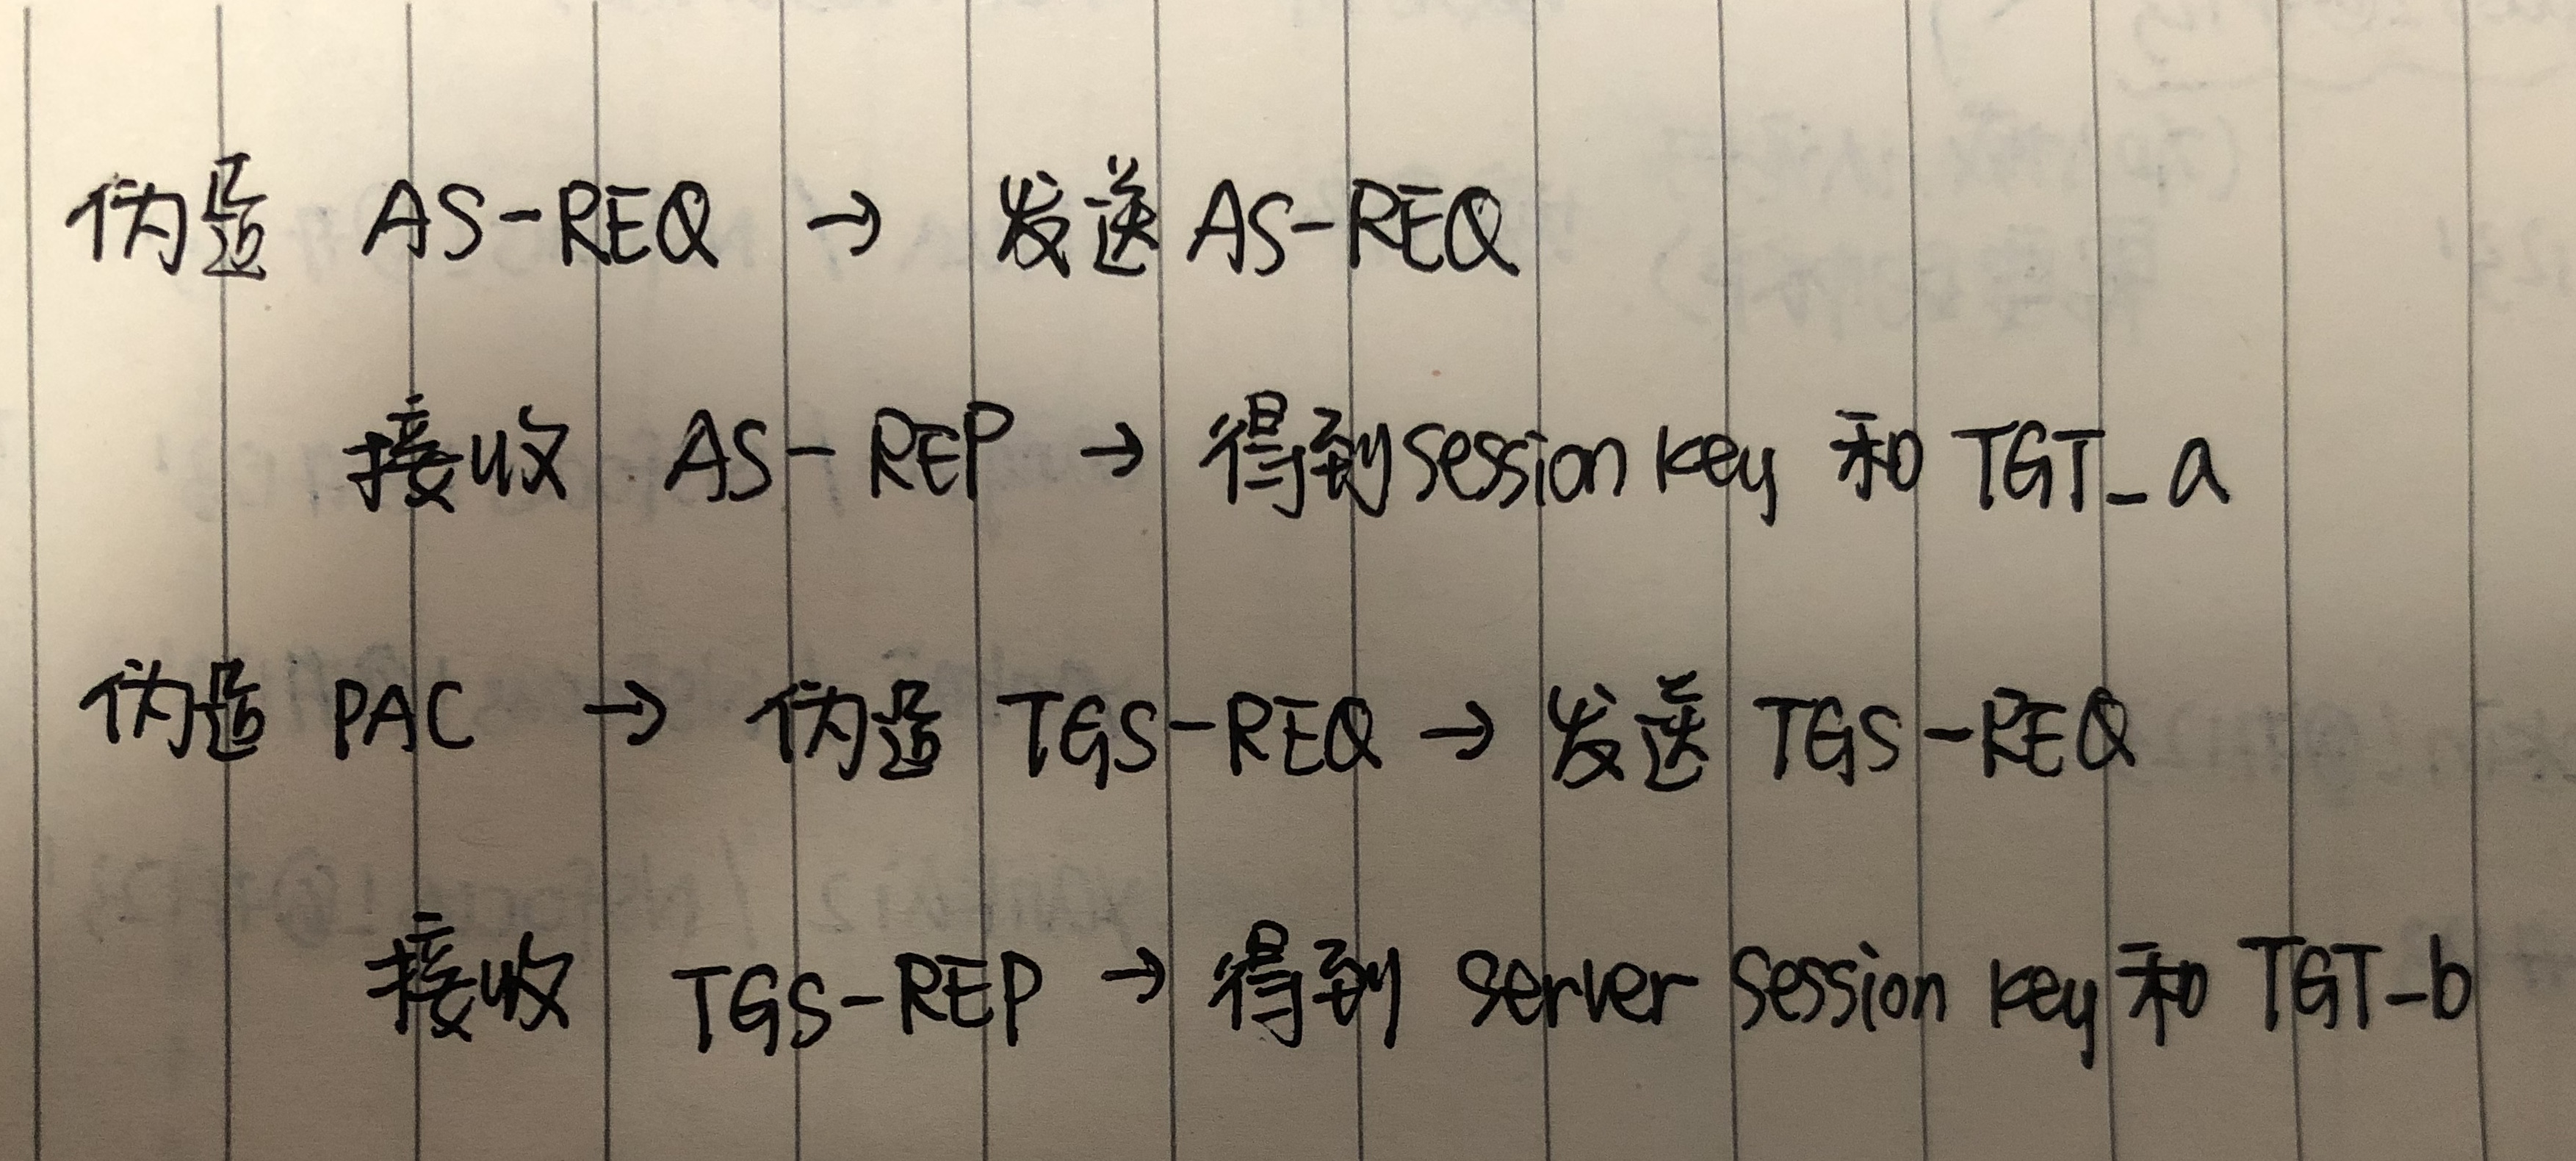 伪造 AS-REQ → 发送 AS-REQ
接收 AS-REP → 得到 session key 和 TGT_a
伪造 PAC → 伪造 TGS-REQ → 发送 TGS-REQ
接收 TGS-REP → 得到 server session key 和 TGT_b